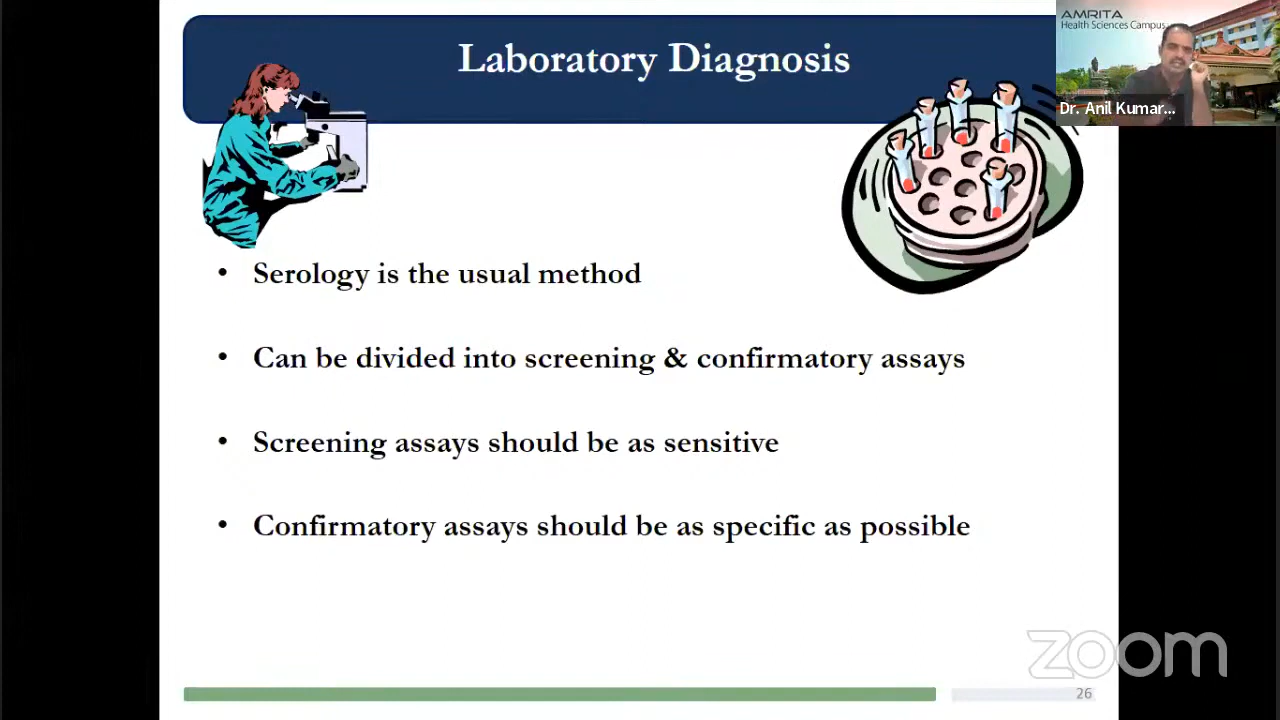 Laboratory Diagnosis
AMRITA
Health Sciences Campus
Dr. Anil Kumar...
• Serology is the usual method
• Can be divided into screening & confirmatory assays
• Screening assays should be as sensitive
• Confirmatory assays should be as specific as possible
zoom
26